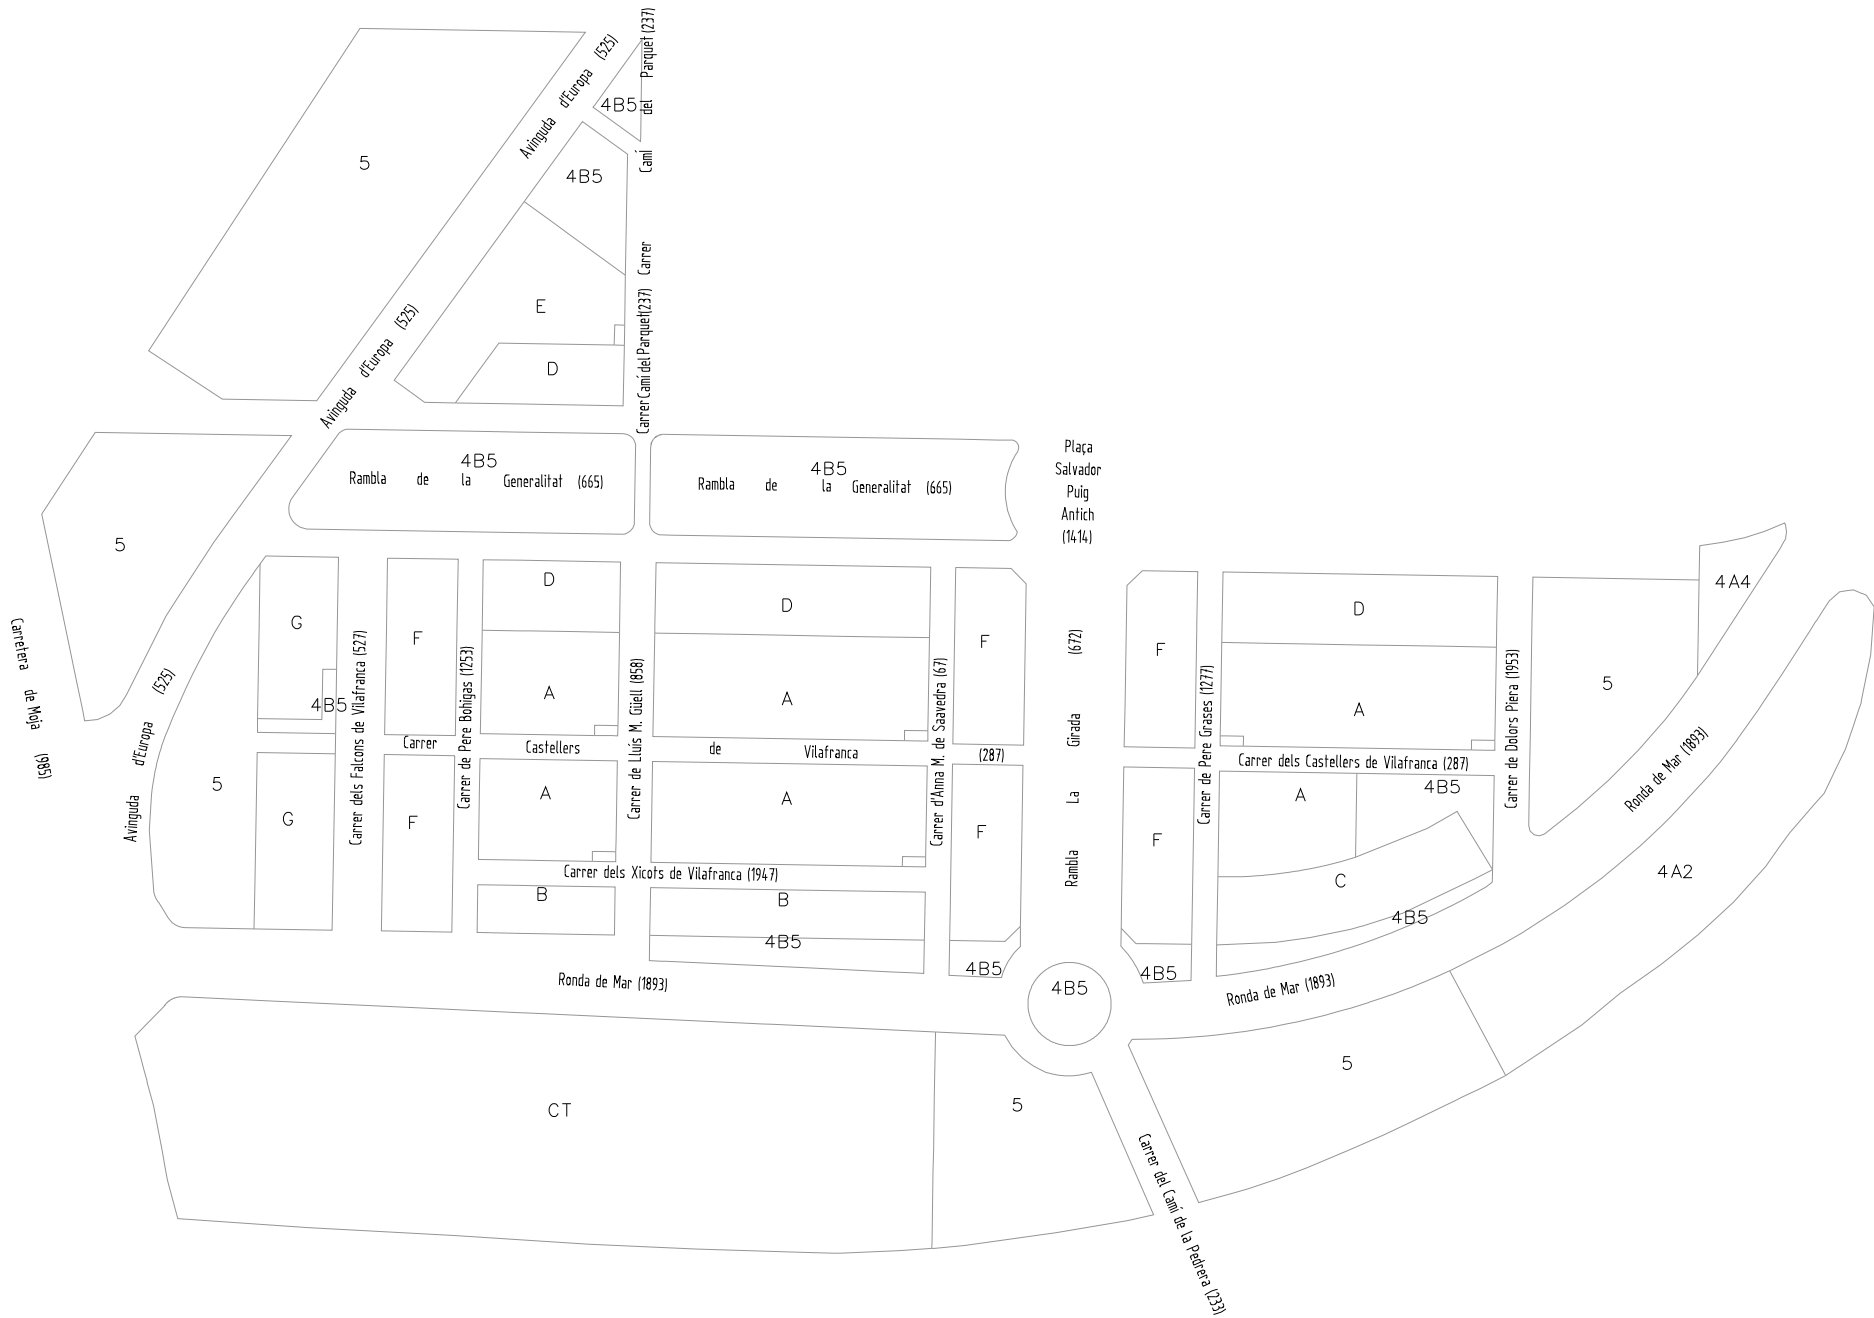 Carrer Camí del Parquet (237)
Avinguda d'Europa (525)
4B5
5
4B5
E
Avinguda d'Europa (525)
D
Carrer Camí del Parquet(237)
4B5
Rambla de la Generalitat (665)
4B5
Rambla de la Generalitat (665)
Plaça
Salvador
Puig
Antich
(1414)
5
Carretera de Moja (985)
Avinguda d'Europa (525)
G
4B5
5
G
Carrer dels Falcons de Vilafranca (527)
F
F
Carrer de Pere Bohigas (1253)
D
A
Carrer Castellers de Vilafranca (287)
A
B
Carrer de Lluís M. Güell (858)
D
A
A
Carrer dels Xicots de Vilafranca (1947)
B
4B5
Carrer d'Anna M. de Saavedra (67)
F
F
4B5
Rambla La Girada (672)
F
F
4B5
Carrer de Pere Grases (1277)
D
A
Carrer dels Castellers de Vilafranca (287)
A
4B5
C
4B5
Carrer de Dolors Piera (1953)
5
4A4
Ronda de Mar (1893)
4A2
Ronda de Mar (1893)
4B5
Ronda de Mar (1893)
5
CT
5
Carrer del Camí de la Pedrera (233)